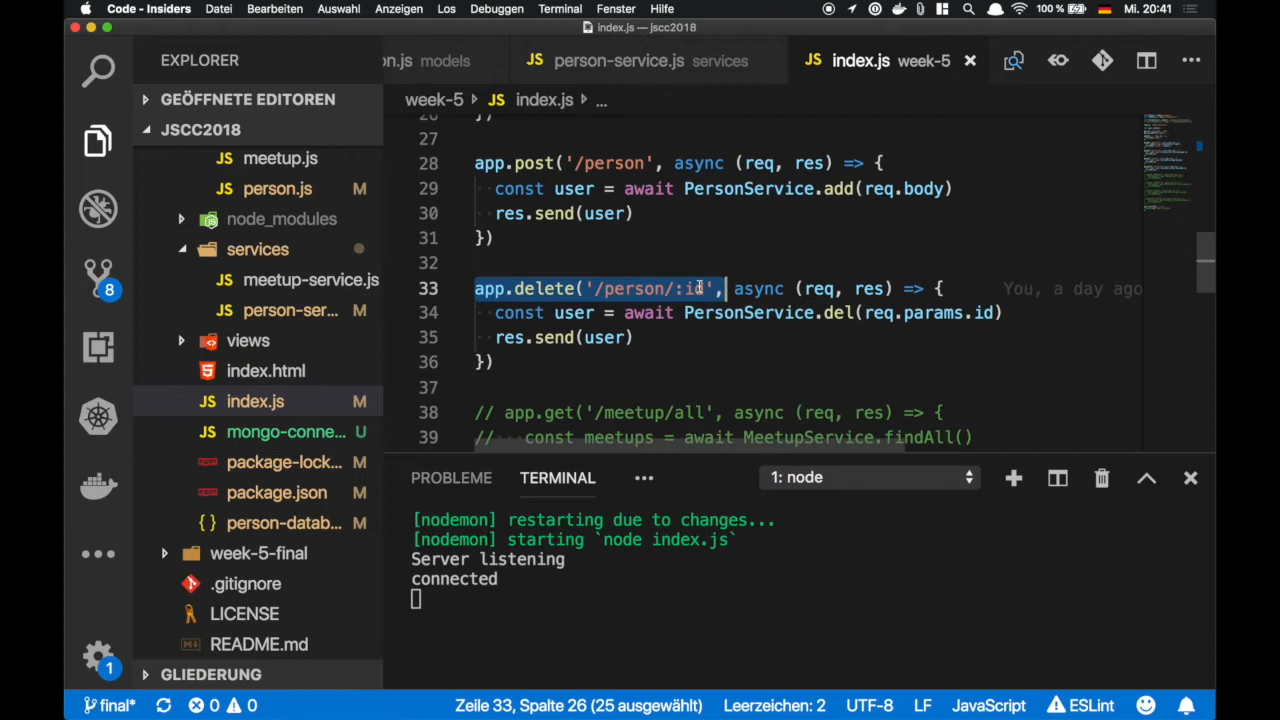 Code - Insiders Datei Bearbeiten Auswahl Anzeigen Los Debuggen Terminal Fenster Hilfe 100 % Mi. 20:41
index.js — jscc2018
EXPLORER
GEÖFFNETE EDITOREN
JSCC2018
JS meetup.js
JS person.js M
node_modules
services
JS meetup-service.js
JS person-ser...
views
index.html
JS index.js M
JS mongo-conne... U
package-lock... M
package.json M
{} person-datab... M
week-5-final
.gitignore
LICENSE
README.md
GLIEDERUNG
8
1
on.js models
JS person-service.js services
JS index.js week-5
week-5 JS index.js ...
26 })
27
28 app.post('/person', async (req, res) => {
29 const user = await PersonService.add(req.body)
30 res.send(user)
31 })
32
33 app.delete('/person/:id', async (req, res) => { You, a day ago
34 const user = await PersonService.del(req.params.id)
35 res.send(user)
36 })
37
38 // app.get('/meetup/all', async (req, res) => {
39 // const meetups = await MeetupService.findAll()
PROBLEME TERMINAL ... 1: node
[nodemon] restarting due to changes...
[nodemon] starting `node index.js`
Server listening
connected
final* 0 0 Zeile 33, Spalte 26 (25 ausgewählt) Leerzeichen: 2 UTF-8 LF JavaScript ESLint